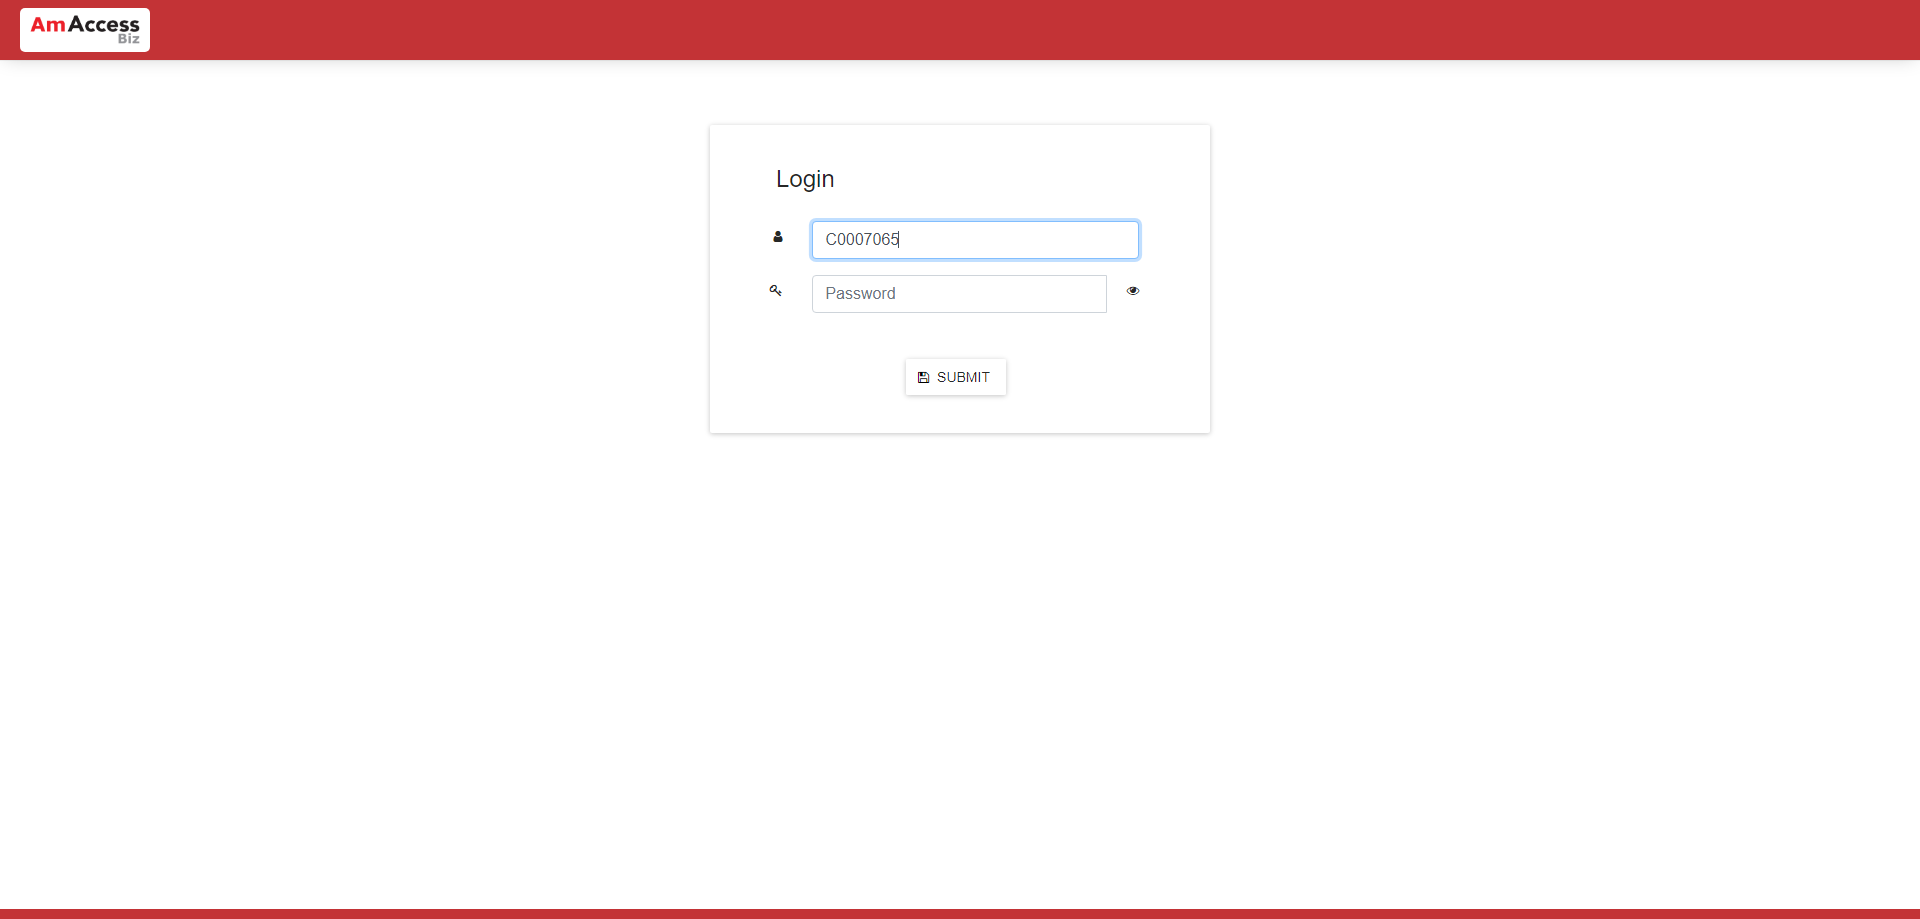 AmAccess
Biz
Login
C0007065
Password
SUBMIT